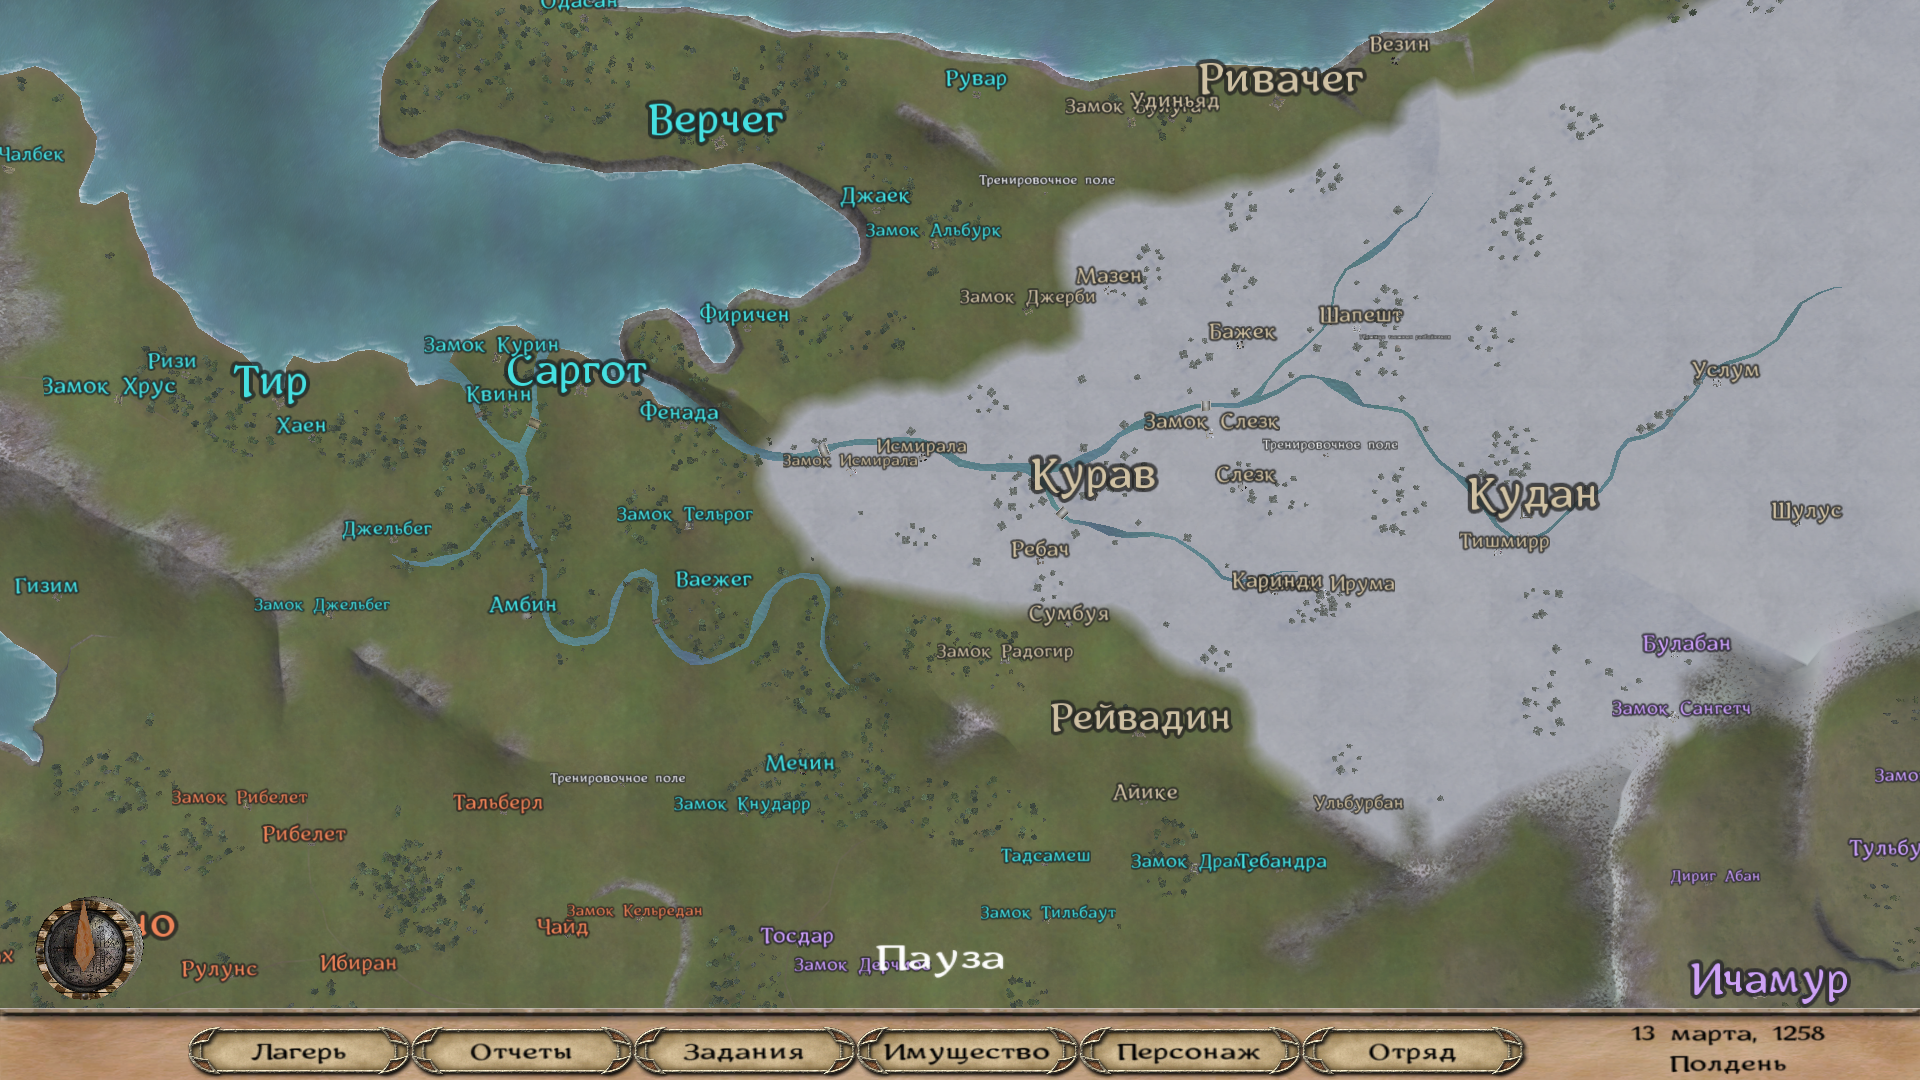 Одасан
Везин
Рувар
Ривачег
Замок
Удиньяд
Верчег
Чалбек
Тренировочное поле
Джаек
Замок Альбурк
Мазен
Замок Джерби
Фиричен
Шапешт
Бажек
Замок Курин
Ризи
Саргот
Услум
Замок Хрус
Тир
Квинн
Фенада
Хаен
Замок Слезк
Тренировочное поле
Исмирала
Замок Исмирала
Курав
Слезк
Кудан
Шулус
Замок Тельрог
Джельбег
Тишмирр
Ребач
Ваежег
Каринди
Ирума
Гизим
Замок Джельбег
Амбин
Сумбуя
Булабан
Замок Радогир
Замок Сангетч
Рейвадин
Мечин
Тренировочное поле
Замо
Замок Рибелет
Тальберл
Замок Кнударр
Айике
Ульбурбан
Рибелет
Тульбу
Тадсамеш
Замок Драм
Тебандра
Дириг Абан
Замок Кельредан
Замок Тильбаут
но
Чайд
Тосдар
Пауза
ах
Рулунс
Ибиран
Замок
Ичамур
Лагерь
Отчеты
Задания
Имущество
Персонаж
Отряд
13 марта, 1258
Полдень